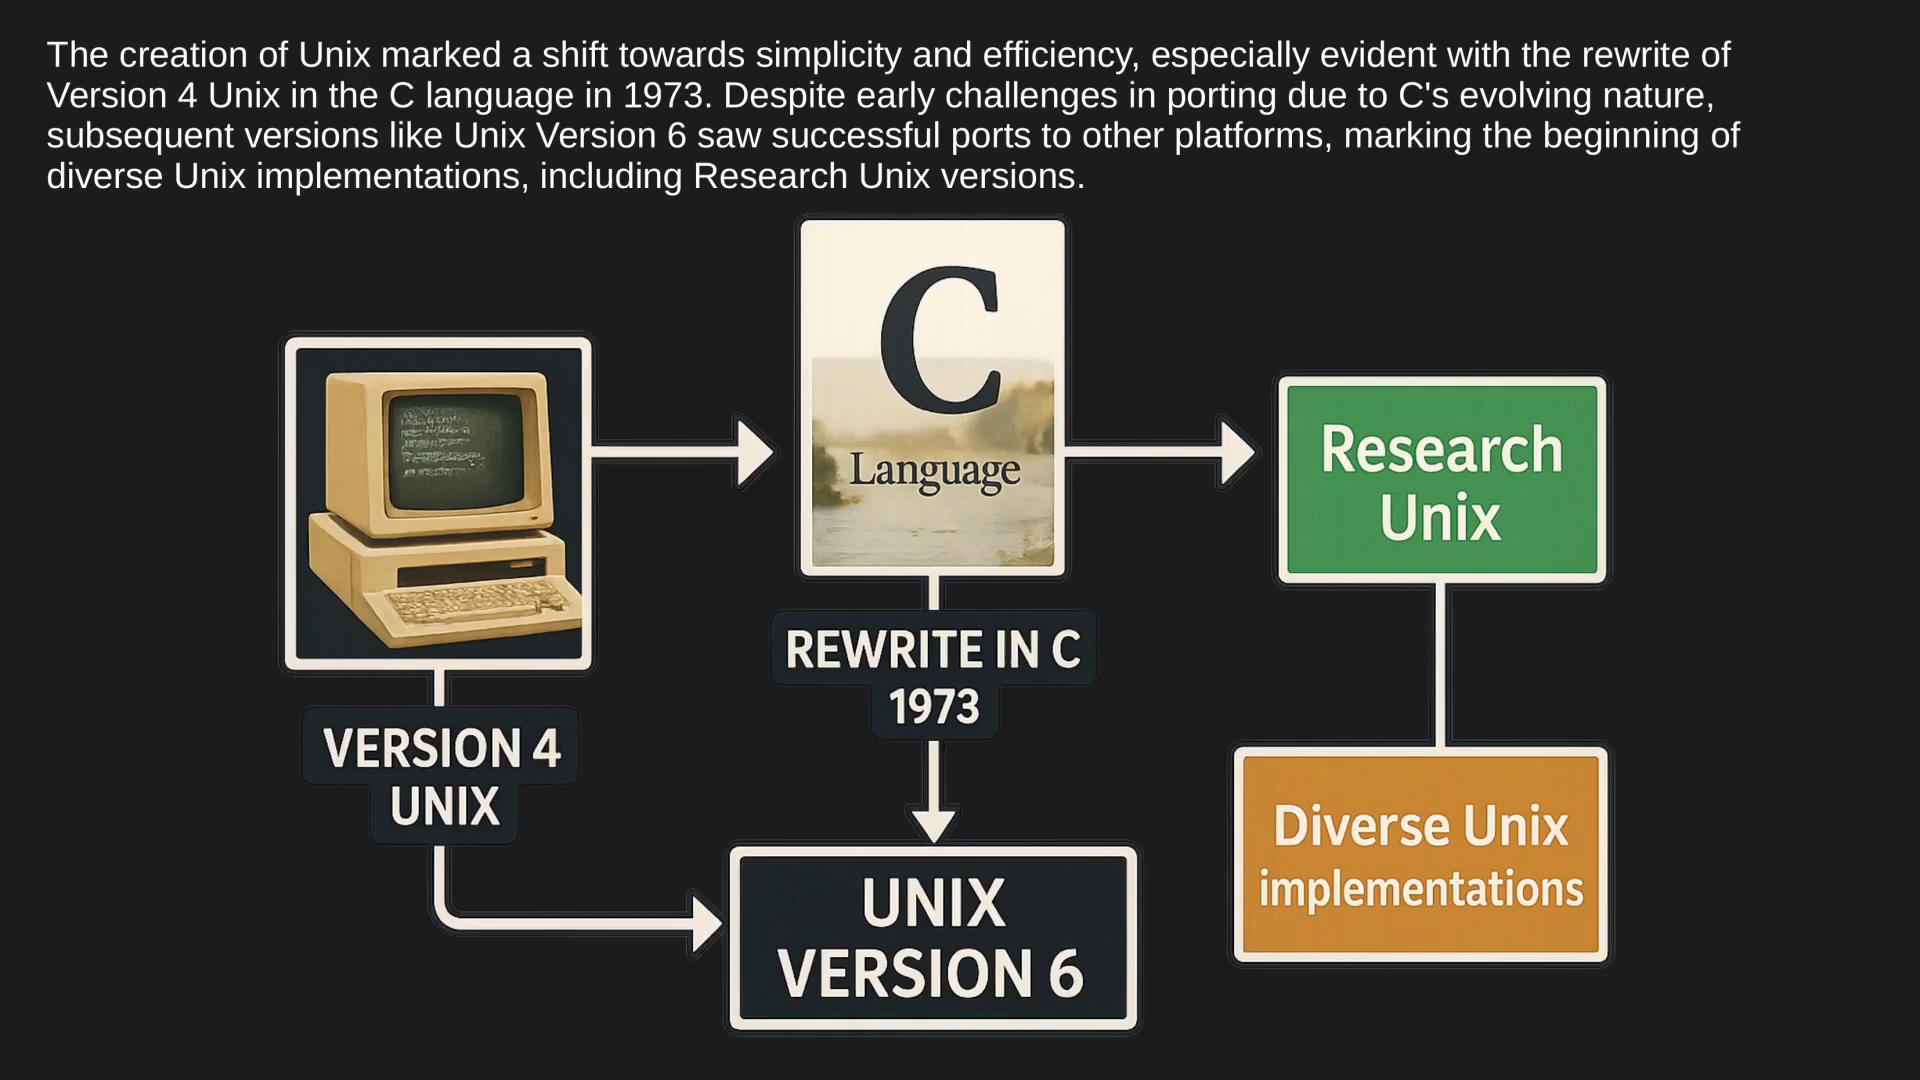 The creation of Unix marked a shift towards simplicity and efficiency, especially evident with the rewrite of
Version 4 Unix in the C language in 1973. Despite early challenges in porting due to C's evolving nature,
subsequent versions like Unix Version 6 saw successful ports to other platforms, marking the beginning of
diverse Unix implementations, including Research Unix versions.
C
Language
Research
Unix
REWRITE IN C
1973
VERSION 4
UNIX
Diverse Unix
implementations
UNIX
VERSION 6